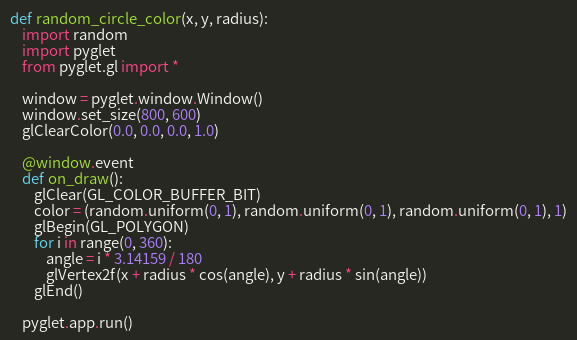 def random_circle_color(x, y, radius):
    import random
    import pyglet
    from pyglet.gl import *

    window = pyglet.window.Window()
    window.set_size(800, 600)
    glClearColor(0.0, 0.0, 0.0, 1.0)

    @window.event
    def on_draw():
        glClear(GL_COLOR_BUFFER_BIT)
        color = (random.uniform(0, 1), random.uniform(0, 1), random.uniform(0, 1), 1)
        glBegin(GL_POLYGON)
        for i in range(0, 360):
            angle = i * 3.14159 / 180
            glVertex2f(x + radius * cos(angle), y + radius * sin(angle))
        glEnd()

    pyglet.app.run()